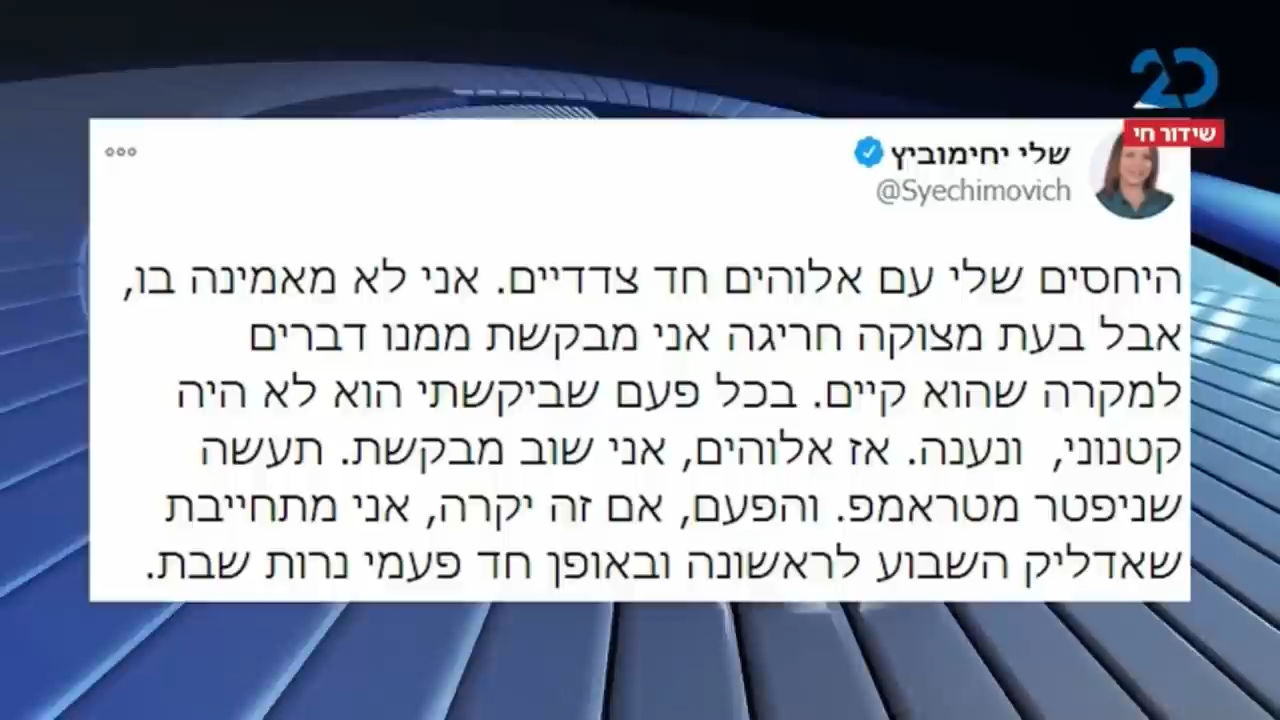 20
שידור חי
שלי יחימוביץ
@Syechimovich
היחסים שלי עם אלוהים חד צדדיים. אני לא מאמינה בו,
אבל בעת מצוקה חריגה אני מבקשת ממנו דברים
למקרה שהוא קיים. בכל פעם שביקשתי הוא לא היה
קטנוני,  ונענה. אז אלוהים, אני שוב מבקשת. תעשה
שניפטר מטראמפ. והפעם, אם זה יקרה, אני מתחייבת
שאדליק השבוע לראשונה ובאופן חד פעמי נרות שבת.